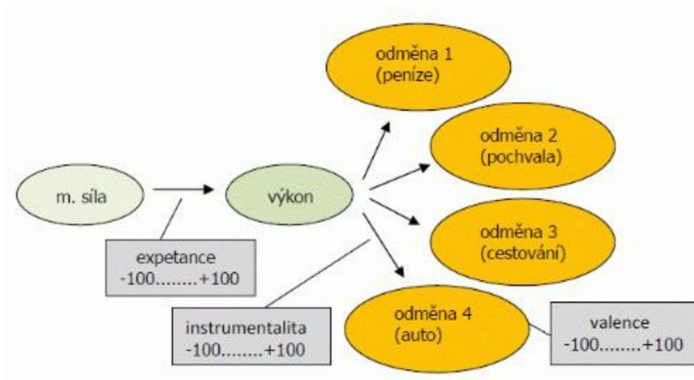 odměna 1
(peníze)
odměna 2
(pochvala)
m. síla
výkon
odměna 3
(cestování)
expetance
-100........+100
odměna 4
(auto)
instrumentalita
-100........+100
valence
-100........+100